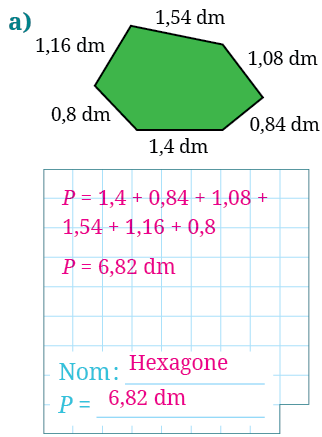 a)
1,54 dm
1,16 dm
1,08 dm
0,8 dm
0,84 dm
1,4 dm
P = 1,4 + 0,84 + 1,08 +
1,54 + 1,16 + 0,8
P = 6,82 dm
Nom: Hexagone
P = 6,82 dm